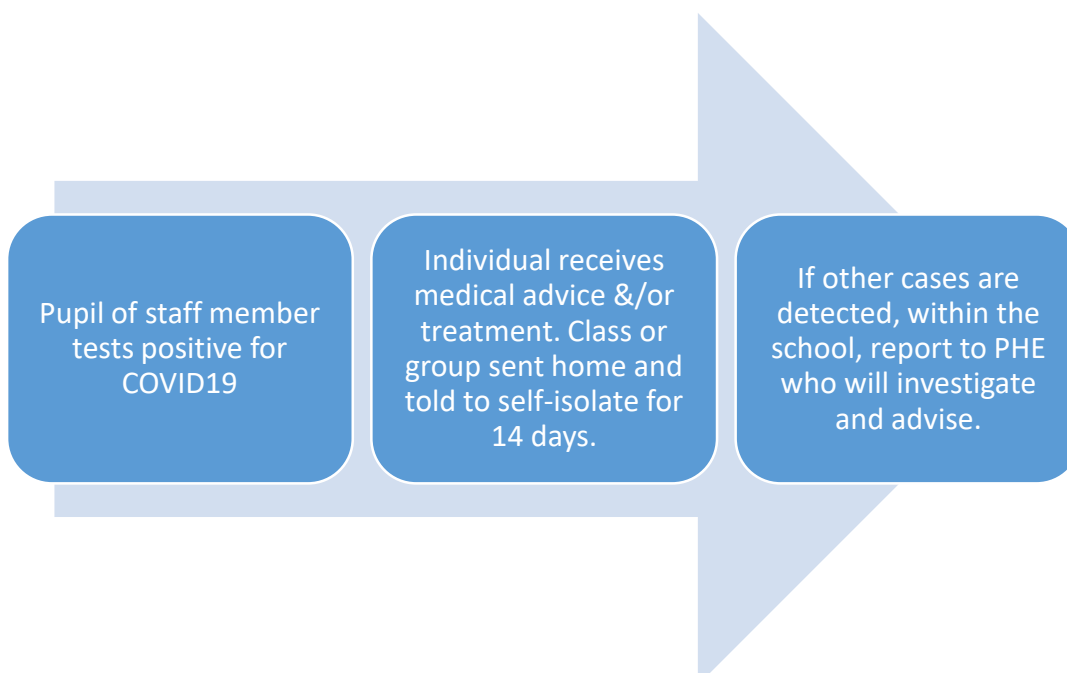 Pupil of staff member
tests positive for
COVID19
Individual receives
medical advice &/or
treatment. Class or
group sent home and
told to self-isolate for
14 days.
If other cases are
detected, within the
school, report to PHE
who will investigate
and advise.